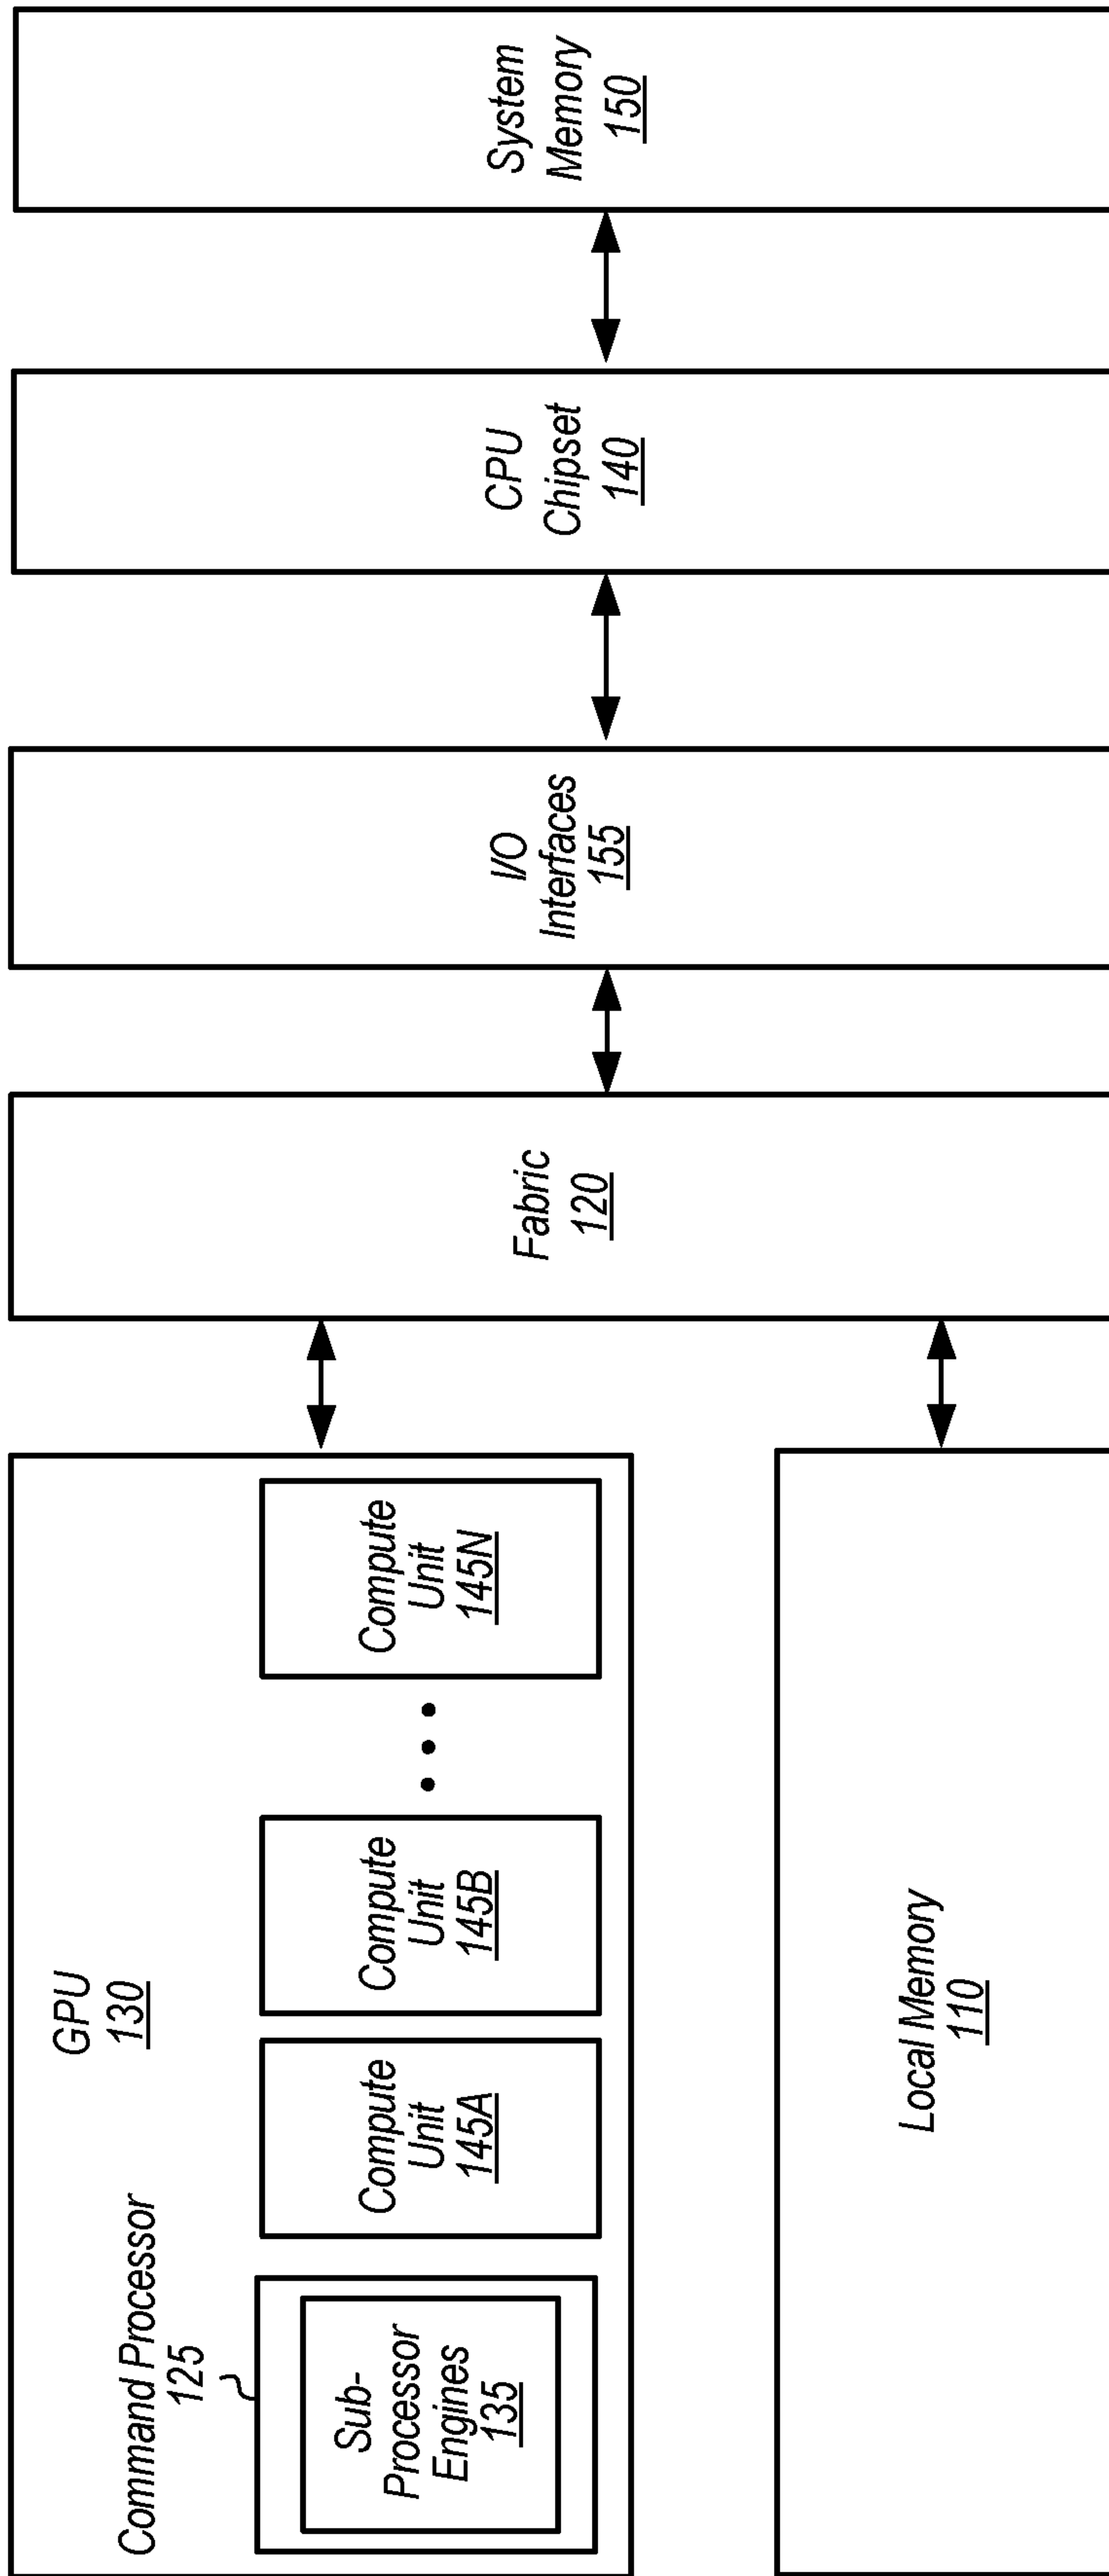 GPU
130
Command Processor
125
Sub-
Processor
Engines
135
Compute
Unit
145A
Compute
Unit
145B
Compute
Unit
145N
Local Memory
110
Fabric
120
I/O
Interfaces
155
CPU
Chipset
140
System
Memory
150